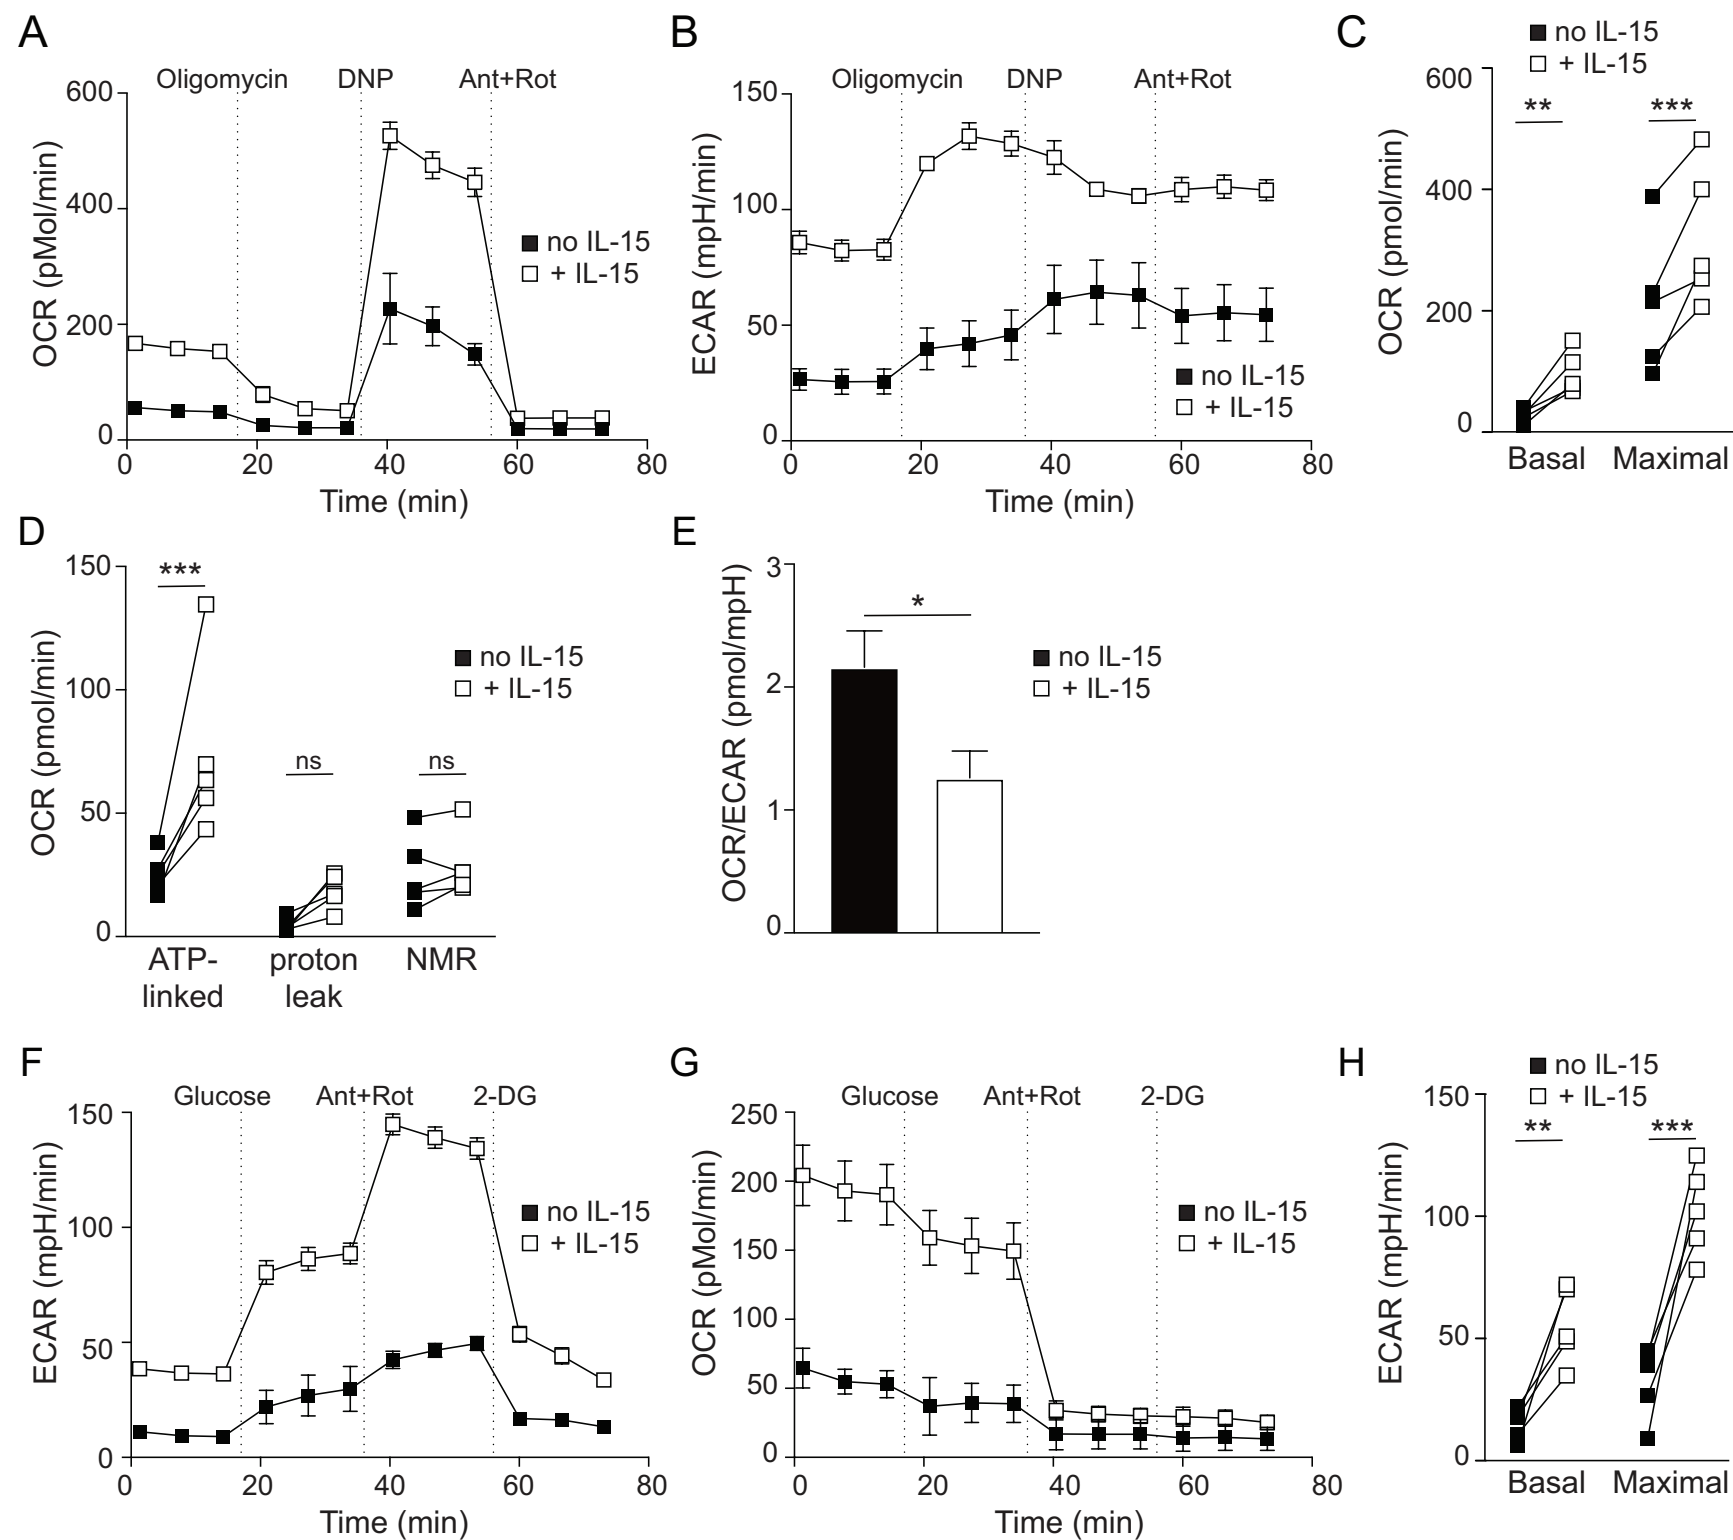 A
Oligomycin DNP Ant+Rot
600
400
200
0
OCR (pMol/min)
no IL-15
+ IL-15
0 20 40 60 80
Time (min)
B
Oligomycin DNP Ant+Rot
150
100
50
0
ECAR (mpH/min)
no IL-15
+ IL-15
0 20 40 60 80
Time (min)
C
no IL-15
+ IL-15
600
400
200
0
OCR (pmol/min)
** ***
Basal Maximal
D
150
100
50
0
OCR (pmol/min)
***
ns ns
no IL-15
+ IL-15
ATP- proton NMR
linked leak
E
3
2
1
0
OCR/ECAR (pmol/mpH)
*
no IL-15
+ IL-15
F
Glucose Ant+Rot 2-DG
150
100
50
0
ECAR (mpH/min)
no IL-15
+ IL-15
0 20 40 60 80
Time (min)
G
Glucose Ant+Rot 2-DG
250
200
150
100
50
0
OCR (pMol/min)
no IL-15
+ IL-15
0 20 40 60 80
Time (min)
H
no IL-15
+ IL-15
150
100
50
0
ECAR (mpH/min)
** ***
Basal Maximal